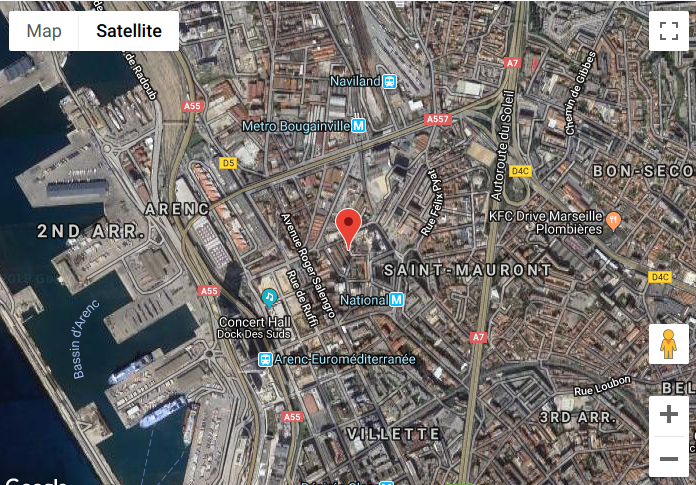 Map
Satellite
de Radoub
Naviland
A7
A55
Chemin de Gibbes
Metro Bougainville
M
A557
Autoroute du Soleil
D5
D4C
Rue Félix Pyat
BON-SECO
ARENC
2ND ARR.
KFC Drive Marseille
Plombières
Avenue Roger Salengro
SAINT-MAURONT
D4C
Rue de Ruffi
A55
National
M
Bassin d'Arenc
Concert Hall
Dock Des Suds
A7
Arenc-Euroméditerranée
Rue Loubon
BEL
A55
3RD ARR.
VILLETTE